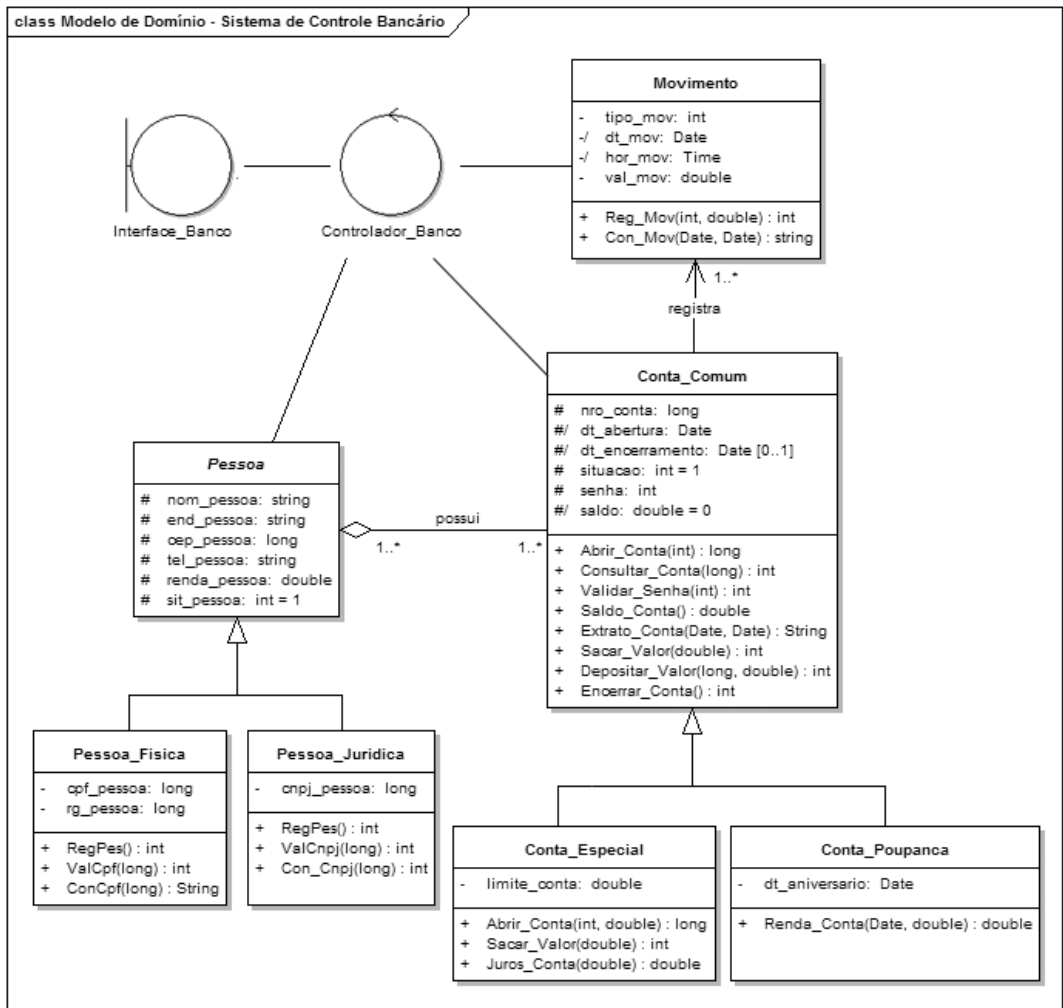 class Modelo de Domínio - Sistema de Controle Bancário
Interface_Banco
Controlador_Banco
Movimento
- tipo_mov: int
-/ dt_mov: Date
-/ hor_mov: Time
- val_mov: double
+ Reg_Mov(int, double) : int
+ Con_Mov(Date, Date) : string
1..*
registra
Conta_Comum
# nro_conta: long
#/ dt_abertura: Date
#/ dt_encerramento: Date [0..1]
# situacao: int = 1
# senha: int
#/ saldo: double = 0
+ Abrir_Conta(int) : long
+ Consultar_Conta(long) : int
+ Validar_Senha(int) : int
+ Saldo_Conta() : double
+ Extrato_Conta(Date, Date) : String
+ Sacar_Valor(double) : int
+ Depositar_Valor(long, double) : int
+ Encerrar_Conta() : int
Pessoa
# nom_pessoa: string
# end_pessoa: string
# cep_pessoa: long
# tel_pessoa: string
# renda_pessoa: double
# sit_pessoa: int = 1
possui
1..* 1..*
Pessoa_Fisica
- cpf_pessoa: long
- rg_pessoa: long
+ RegPes() : int
+ ValCpf(long) : int
+ ConCpf(long) : String
Pessoa_Juridica
- cnpj_pessoa: long
+ RegPes() : int
+ ValCnpj(long) : int
+ Con_Cnpj(long) : int
Conta_Especial
- limite_conta: double
+ Abrir_Conta(int, double) : long
+ Sacar_Valor(double) : int
+ Juros_Conta(double) : double
Conta_Poupanca
- dt_aniversario: Date
+ Renda_Conta(Date, double) : double